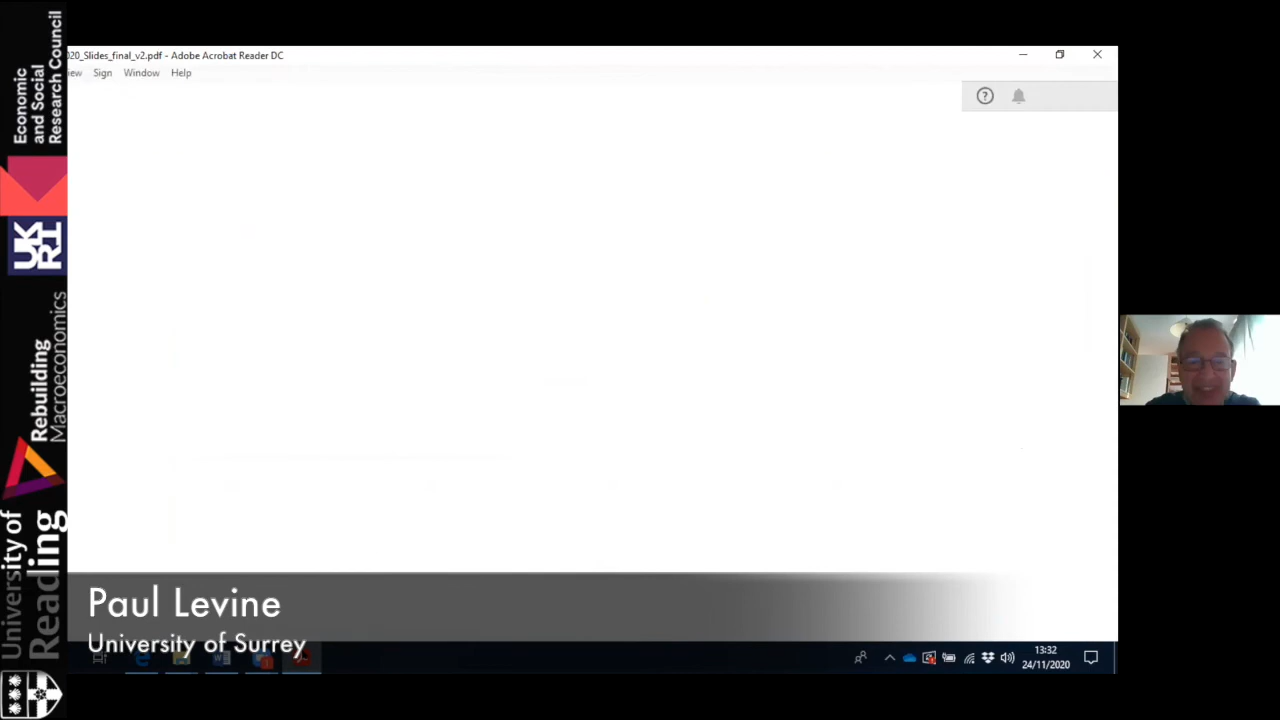 Economic
and Social
Research Council
UK
RI
Rebuilding
Macroeconomics
University of
Reading
020_Slides_final_v2.pdf - Adobe Acrobat Reader DC
ew Sign Window Help
Paul Levine
University of Surrey
13:32
24/11/2020